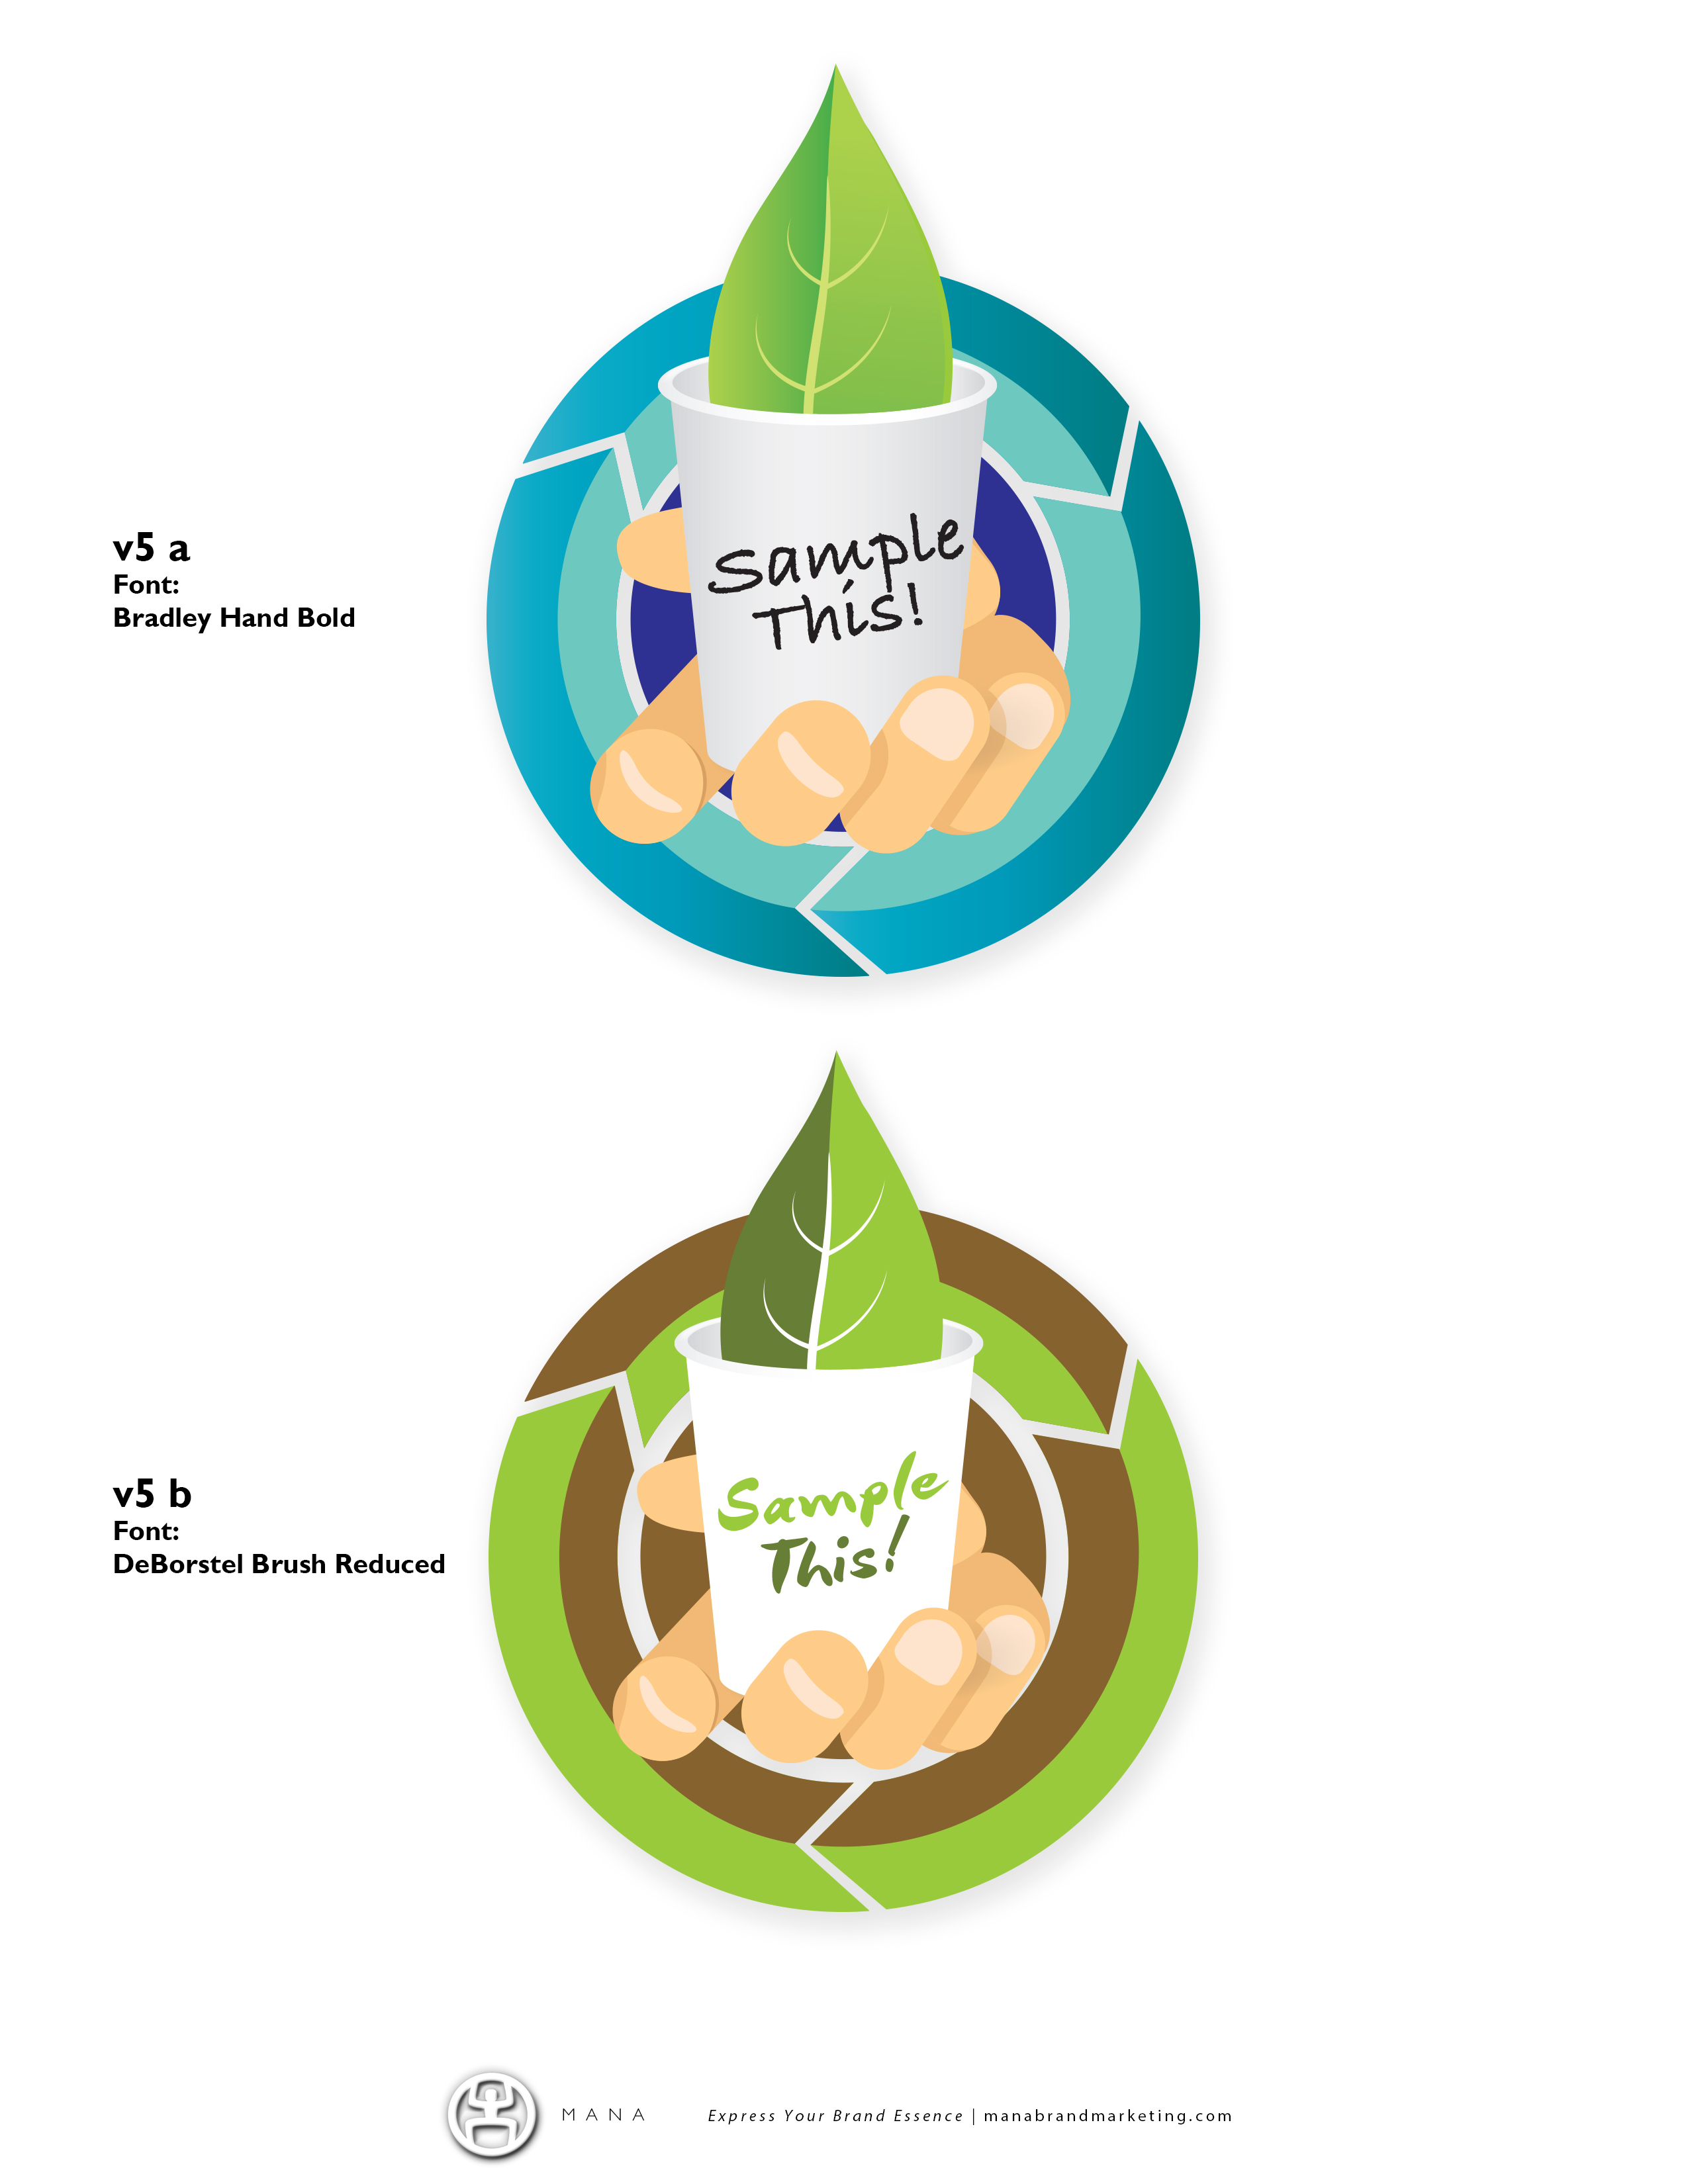 v5 a
Font:
Bradley Hand Bold
Sample
This!
v5 b
Font:
DeBorstel Brush Reduced
Sample
This!
MANA
Express Your Brand Essence | manabrandmarketing.com